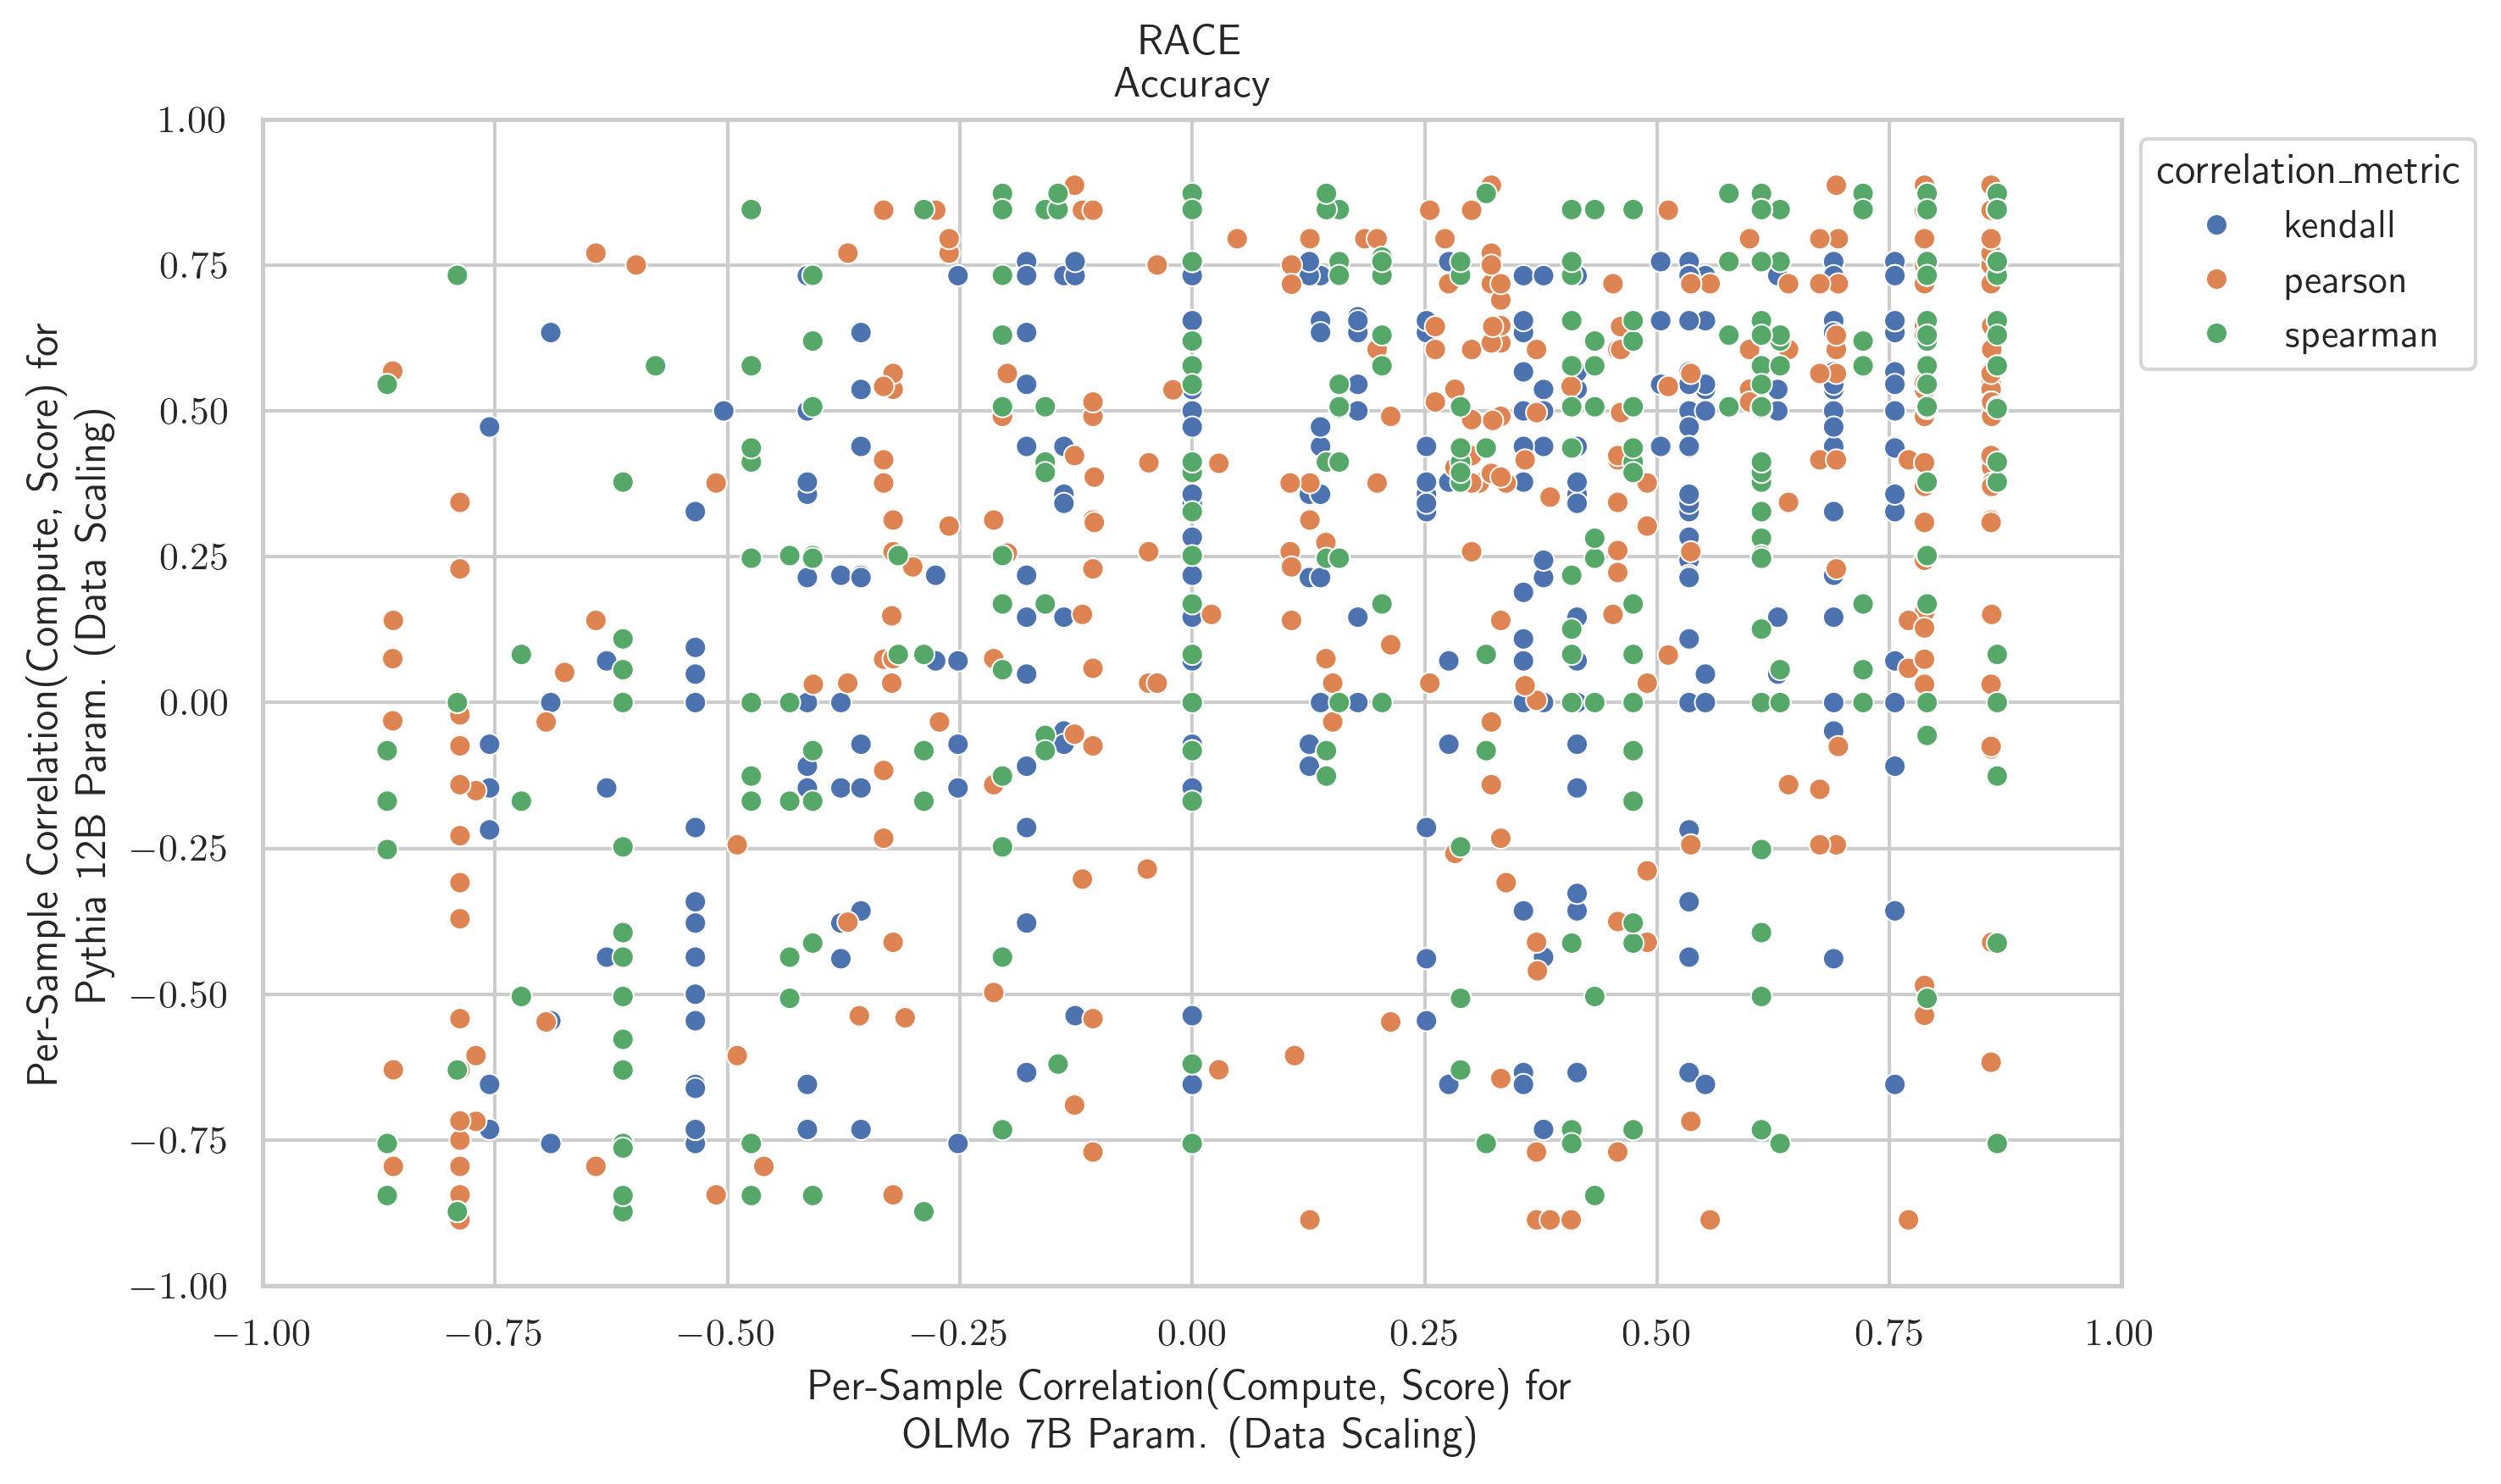 RACE
Accuracy
1.00
0.75
0.50
0.25
0.00
−0.25
−0.50
−0.75
−1.00
Per-Sample Correlation(Compute, Score) for
Pythia 12B Param. (Data Scaling)
−1.00 −0.75 −0.50 −0.25 0.00 0.25 0.50 0.75 1.00
Per-Sample Correlation(Compute, Score) for
OLMo 7B Param. (Data Scaling)
correlation_metric
kendall
pearson
spearman